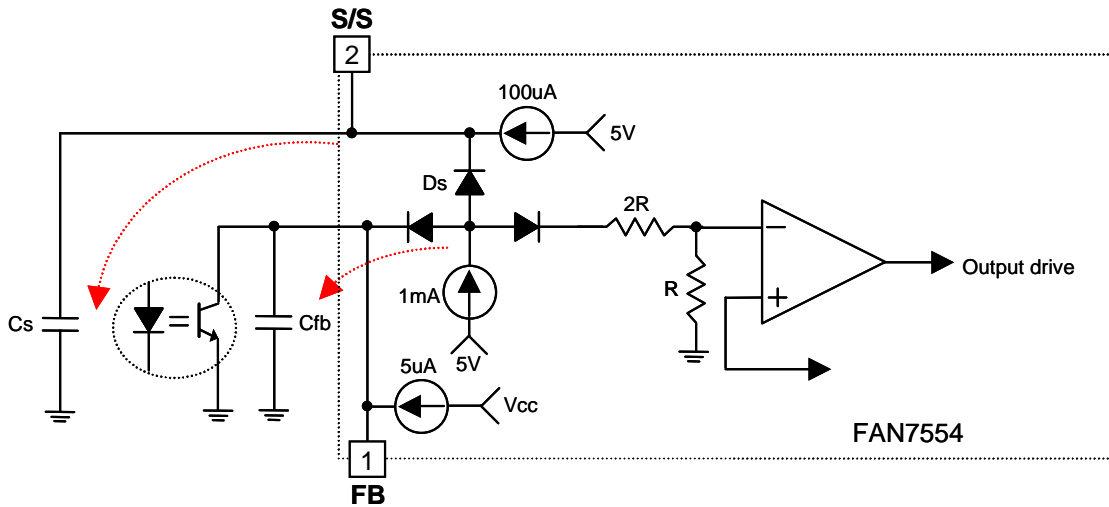 S/S
2
100uA
5V
Ds
2R
−
1mA
R
+
Output drive
Cs
Cfb
5V
5uA
Vcc
FAN7554
1
FB